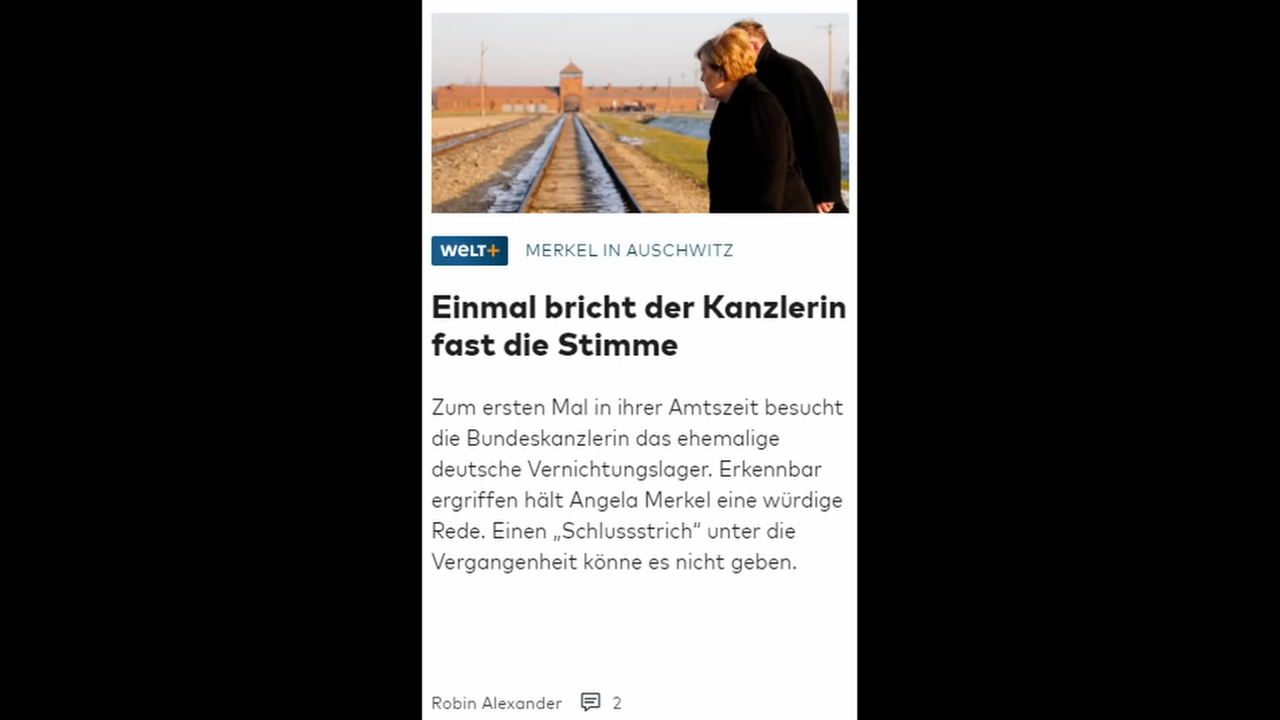 WELT+ MERKEL IN AUSCHWITZ
Einmal bricht der Kanzlerin
fast die Stimme
Zum ersten Mal in ihrer Amtszeit besucht
die Bundeskanzlerin das ehemalige
deutsche Vernichtungslager. Erkennbar
ergriffen hält Angela Merkel eine würdige
Rede. Einen „Schlussstrich“ unter die
Vergangenheit könne es nicht geben.
Robin Alexander 2